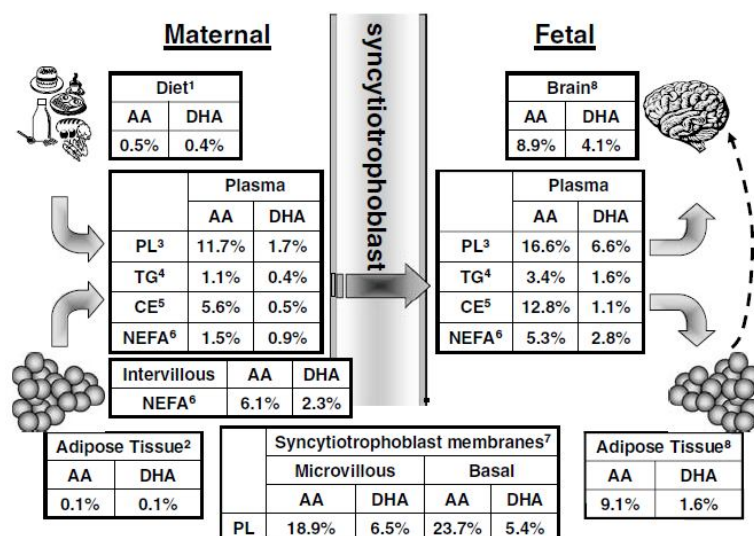 Maternal
Fetal
syncytiotrophoblast
Diet¹
AA DHA
0.5% 0.4%
Brain⁸
AA DHA
8.9% 4.1%
Plasma
AA DHA
PL³ 11.7% 1.7%
TG⁴ 1.1% 0.4%
CE⁵ 5.6% 0.5%
NEFA⁶ 1.5% 0.9%
Plasma
AA DHA
PL³ 16.6% 6.6%
TG⁴ 3.4% 1.6%
CE⁵ 12.8% 1.1%
NEFA⁶ 5.3% 2.8%
Intervillous AA DHA
NEFA⁶ 6.1% 2.3%
Adipose Tissue²
AA DHA
0.1% 0.1%
Syncytiotrophoblast membranes⁷
Microvillous Basal
AA DHA AA DHA
PL 18.9% 6.5% 23.7% 5.4%
Adipose Tissue⁸
AA DHA
9.1% 1.6%